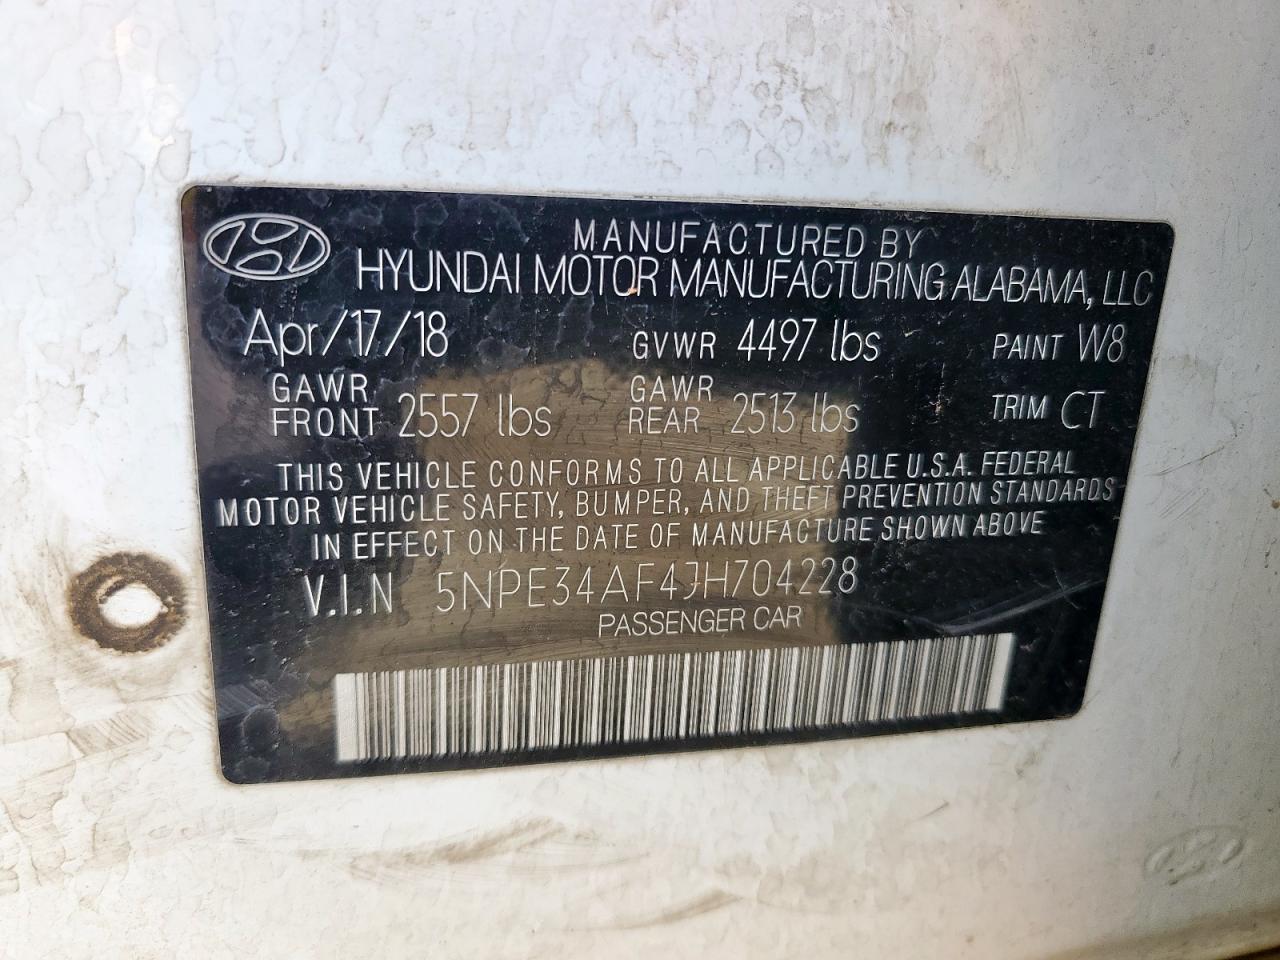 MANUFACTURED BY
HYUNDAI MOTOR MANUFACTURING ALABAMA, LLC
Apr/17/18 GVWR 4497 lbs PAINT W8
GAWR FRONT 2557 lbs GAWR REAR 2513 lbs TRIM CT
THIS VEHICLE CONFORMS TO ALL APPLICABLE U.S.A. FEDERAL
MOTOR VEHICLE SAFETY, BUMPER, AND THEFT PREVENTION STANDARDS
IN EFFECT ON THE DATE OF MANUFACTURE SHOWN ABOVE
V.I.N 5NPE34AF4JH704228
PASSENGER CAR